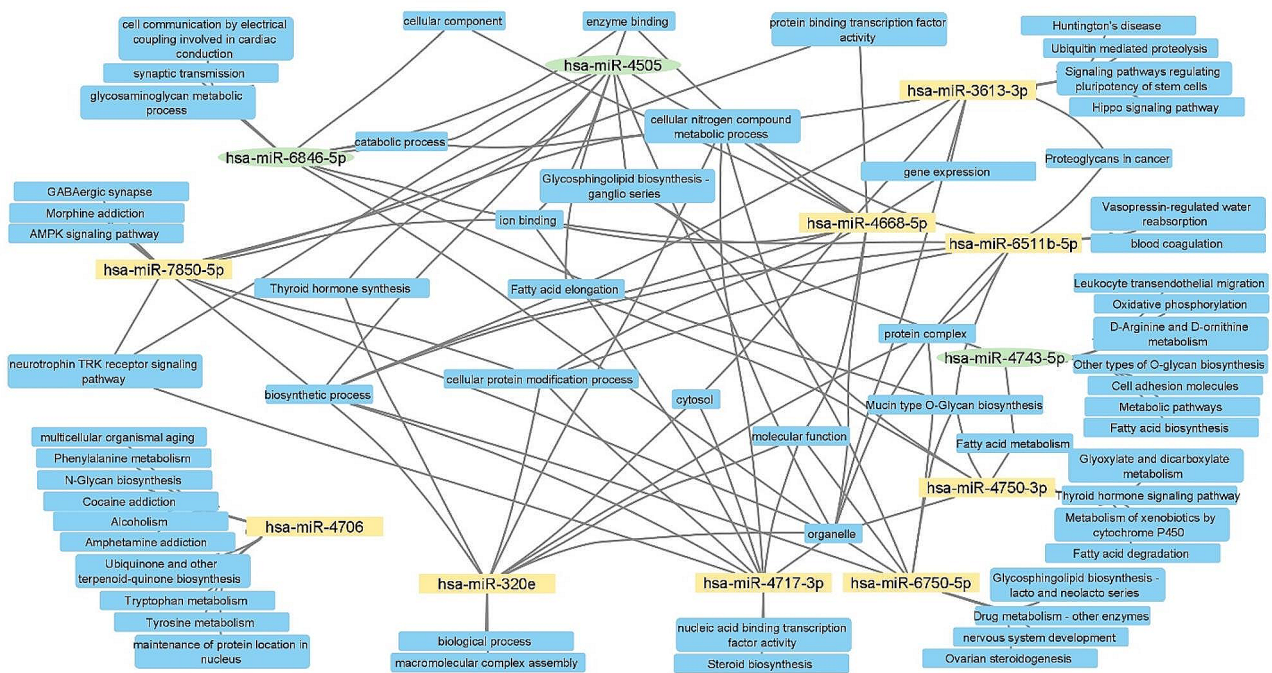 cell communication by electrical
coupling involved in cardiac
conduction
synaptic transmission
glycosaminoglycan metabolic
process
cellular component
enzyme binding
protein binding transcription factor
activity
Huntington's disease
Ubiquitin mediated proteolysis
Signaling pathways regulating
pluripotency of stem cells
Hippo signaling pathway
hsa-miR-4505
hsa-miR-3613-3p
cellular nitrogen compound
metabolic process
catabolic process
hsa-miR-6846-5p
Proteoglycans in cancer
gene expression
Glycosphingolipid biosynthesis -
ganglio series
GABAergic synapse
Morphine addiction
AMPK signaling pathway
ion binding
hsa-miR-4668-5p
Vasopressin-regulated water
reabsorption
blood coagulation
hsa-miR-6511b-5p
hsa-miR-7850-5p
Thyroid hormone synthesis
Fatty acid elongation
Leukocyte transendothelial migration
Oxidative phosphorylation
D-Arginine and D-ornithine
metabolism
Other types of O-glycan biosynthesis
Cell adhesion molecules
Metabolic pathways
Fatty acid biosynthesis
protein complex
hsa-miR-4743-5p
neurotrophin TRK receptor signaling
pathway
biosynthetic process
cellular protein modification process
cytosol
Mucin type O-Glycan biosynthesis
molecular function
Fatty acid metabolism
multicellular organismal aging
Phenylalanine metabolism
N-Glycan biosynthesis
Cocaine addiction
Alcoholism
Amphetamine addiction
Ubiquinone and other
terpenoid-quinone biosynthesis
Tryptophan metabolism
Tyrosine metabolism
maintenance of protein location in
nucleus
hsa-miR-4706
Glyoxylate and dicarboxylate
metabolism
Thyroid hormone signaling pathway
Metabolism of xenobiotics by
cytochrome P450
Fatty acid degradation
hsa-miR-4750-3p
organelle
hsa-miR-320e
hsa-miR-4717-3p
hsa-miR-6750-5p
biological process
macromolecular complex assembly
nucleic acid binding transcription
factor activity
Steroid biosynthesis
Glycosphingolipid biosynthesis -
lacto and neolacto series
Drug metabolism - other enzymes
nervous system development
Ovarian steroidogenesis